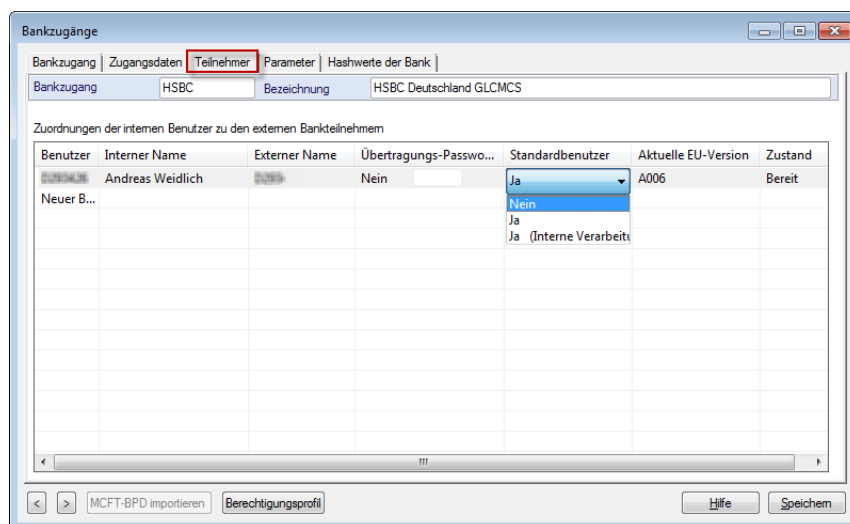 Bankzugänge
Bankzugang Zugangsdaten Teilnehmer Parameter Hashwerte der Bank
Bankzugang HSBC Bezeichnung HSBC Deutschland GLCMCS
Zuordnungen der internen Benutzer zu den externen Bankteilnehmern
Benutzer Interner Name Externer Name Übertragungs-Passwo... Standardbenutzer Aktuelle EU-Version Zustand
Andreas Weidlich Nein Ja A006 Bereit
Neuer B... Nein
Ja
Ja (Interne Verarbeitu
< > MCFT-BPD importieren Berechtigungsprofil Hilfe Speichern